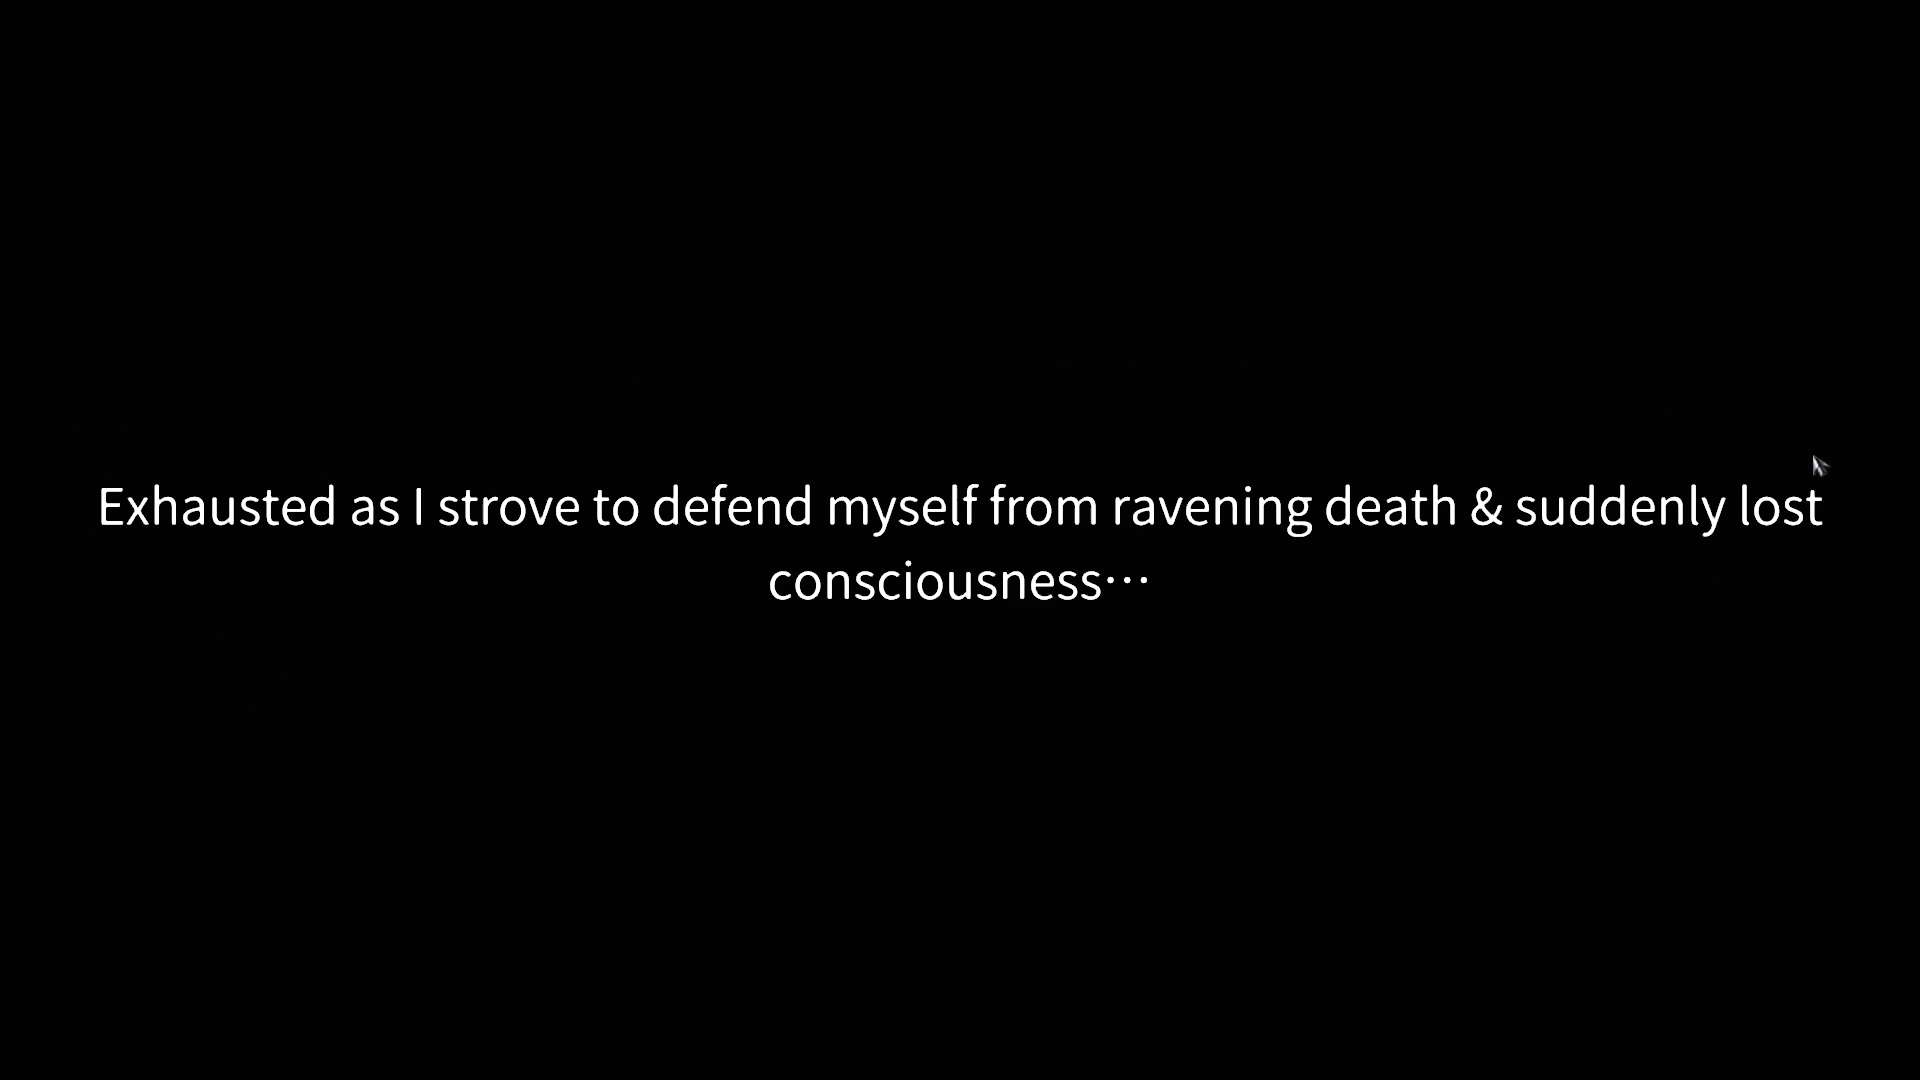 Exhausted as I strove to defend myself from ravening death & suddenly lost
consciousness⋯